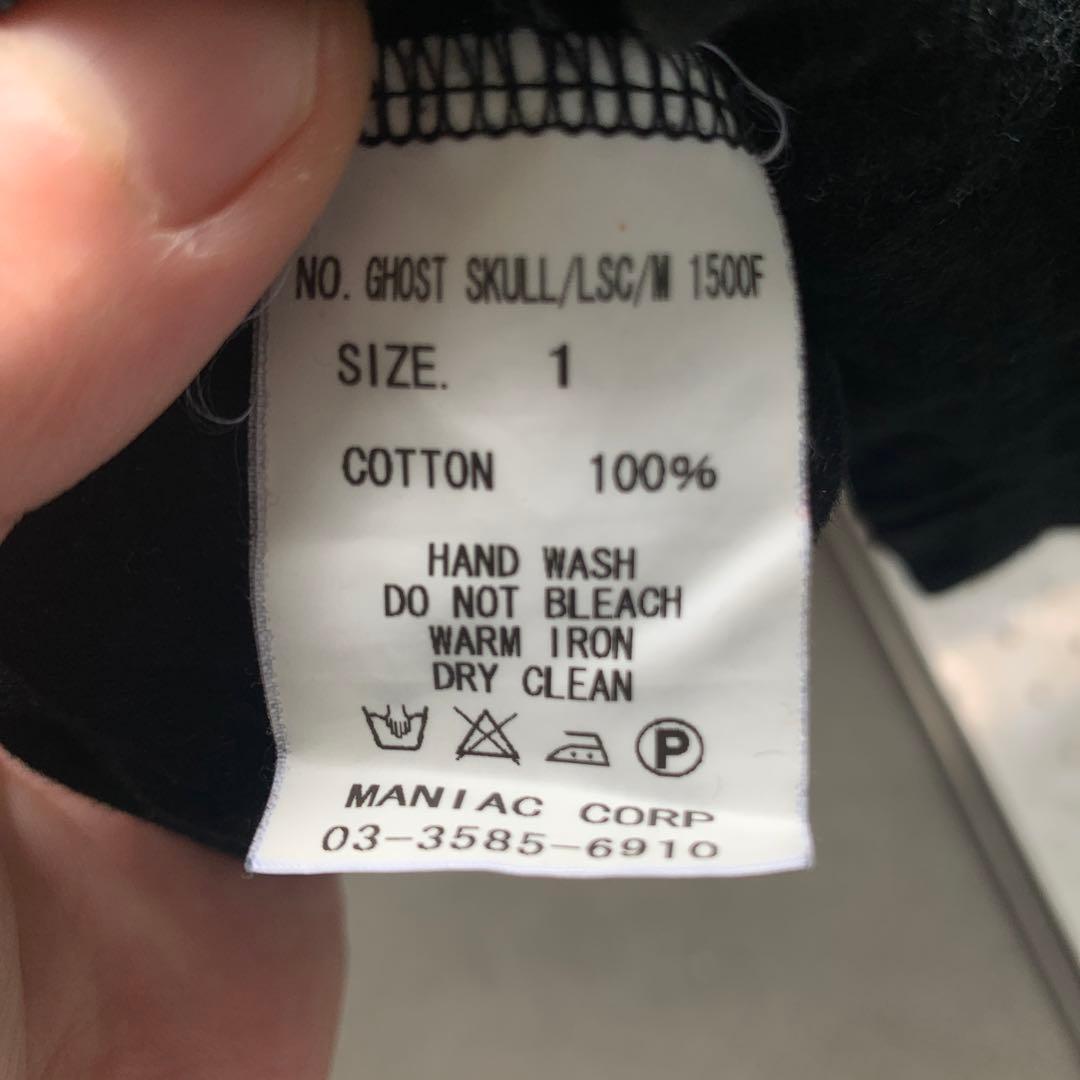 NO. GHOST SKULL/LSC/M 1500F
SIZE. 1
COTTON 100%
HAND WASH
DO NOT BLEACH
WARM IRON
DRY CLEAN
P
MANIAC CORP
03-3585-6910